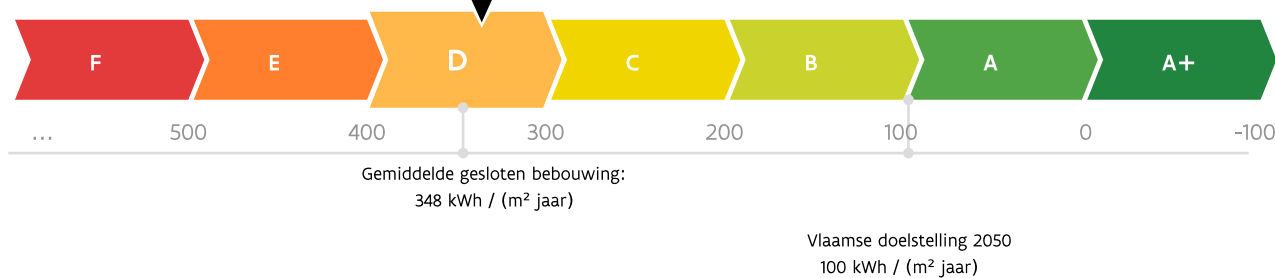 F E D C B A A+
... 500 400 300 200 100 0 -100
Gemiddelde gesloten bebouwing:
348 kWh / (m² jaar)
Vlaamse doelstelling 2050
100 kWh / (m² jaar)